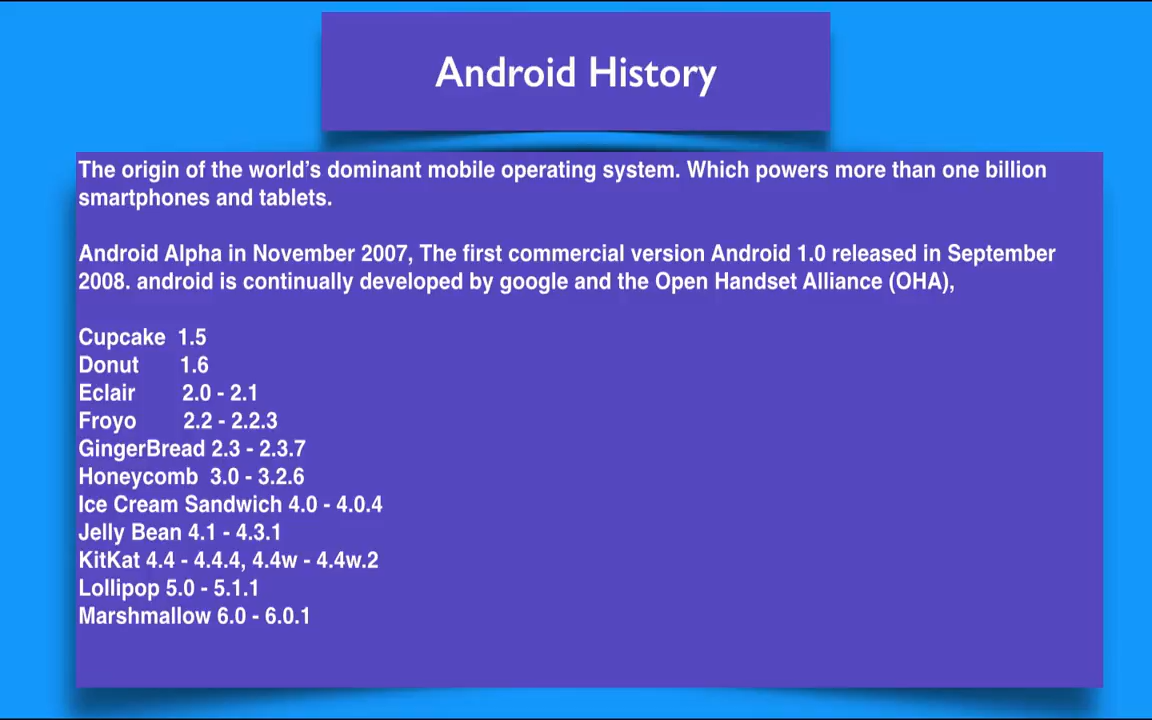 Android History
The origin of the world's dominant mobile operating system. Which powers more than one billion
smartphones and tablets.
Android Alpha in November 2007, The first commercial version Android 1.0 released in September
2008. android is continually developed by google and the Open Handset Alliance (OHA),
Cupcake 1.5
Donut 1.6
Eclair 2.0 - 2.1
Froyo 2.2 - 2.2.3
GingerBread 2.3 - 2.3.7
Honeycomb 3.0 - 3.2.6
Ice Cream Sandwich 4.0 - 4.0.4
Jelly Bean 4.1 - 4.3.1
KitKat 4.4 - 4.4.4, 4.4w - 4.4w.2
Lollipop 5.0 - 5.1.1
Marshmallow 6.0 - 6.0.1